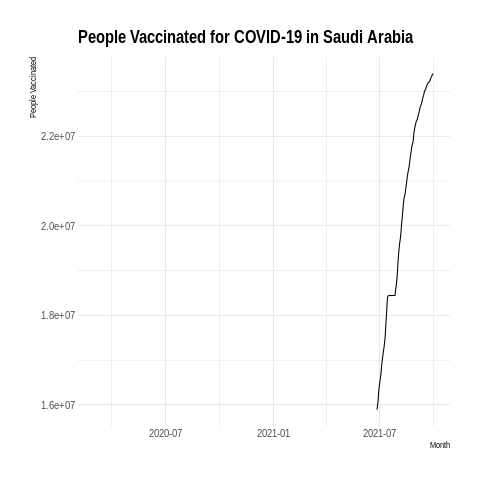 People Vaccinated for COVID-19 in Saudi Arabia
People Vaccinated
2.2e+07
2.0e+07
1.8e+07
1.6e+07
2020-07
2021-01
2021-07
Month